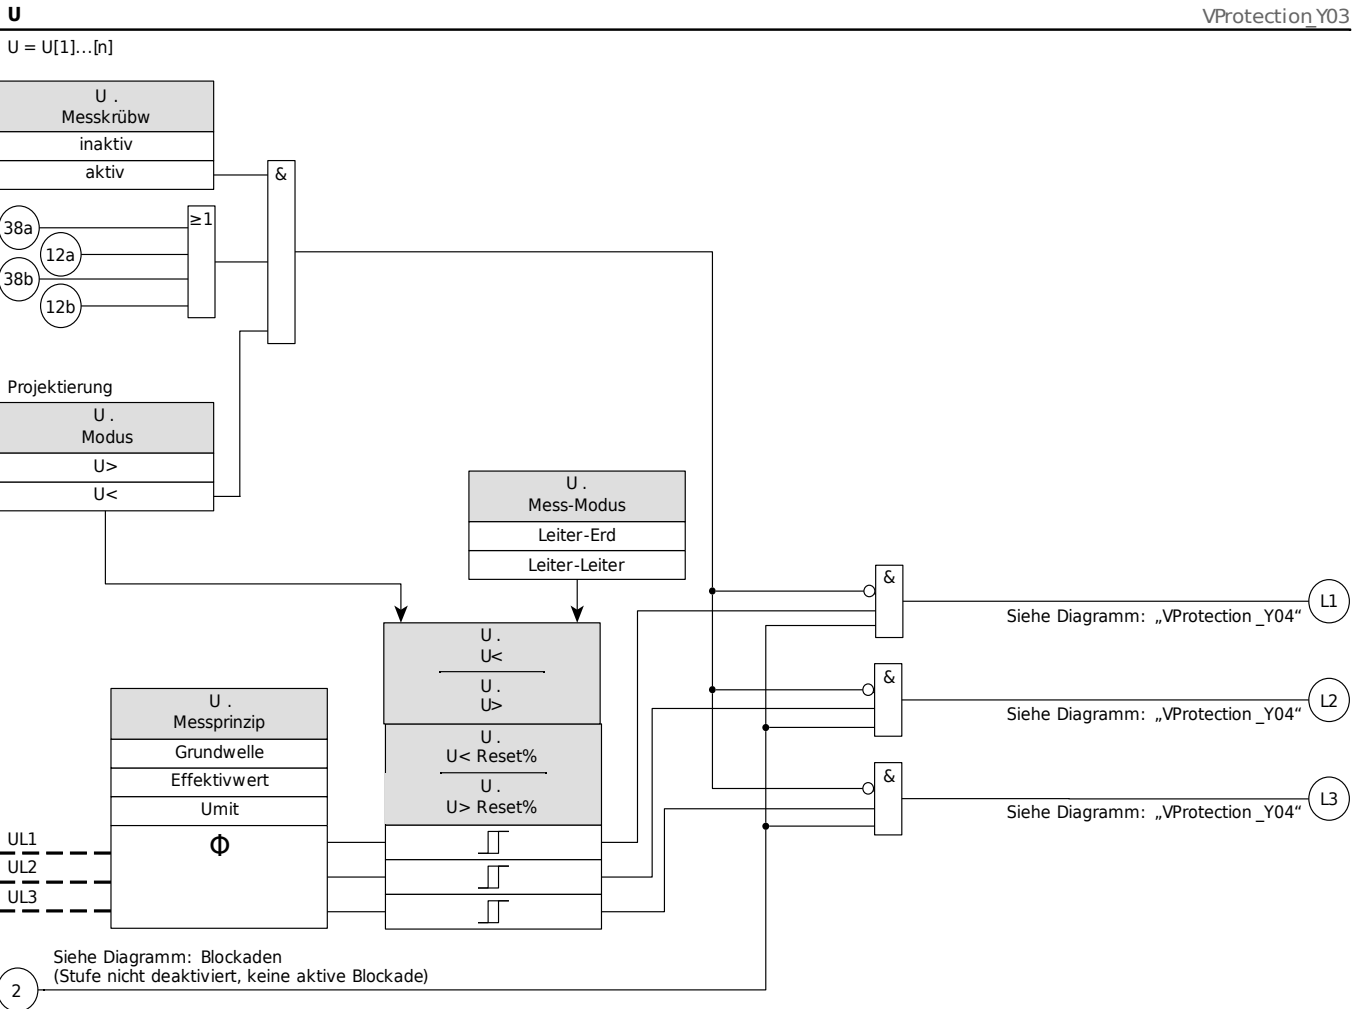 U
VProtection_Y03
U = U[1]...[n]
U .
Messkrübw
inaktiv
aktiv
&
38a
≥1
12a
38b
12b
Projektierung
U .
Modus
U>
U<
U .
Mess-Modus
Leiter-Erd
Leiter-Leiter
U .
U<
U .
U>
U .
U< Reset%
U .
U> Reset%
U .
Messprinzip
Grundwelle
Effektivwert
Umit
Φ
UL1
UL2
UL3
&
L1
Siehe Diagramm: „VProtection _Y04“
&
L2
Siehe Diagramm: „VProtection _Y04“
&
L3
Siehe Diagramm: „VProtection _Y04“
Siehe Diagramm: Blockaden
(Stufe nicht deaktiviert, keine aktive Blockade)
2